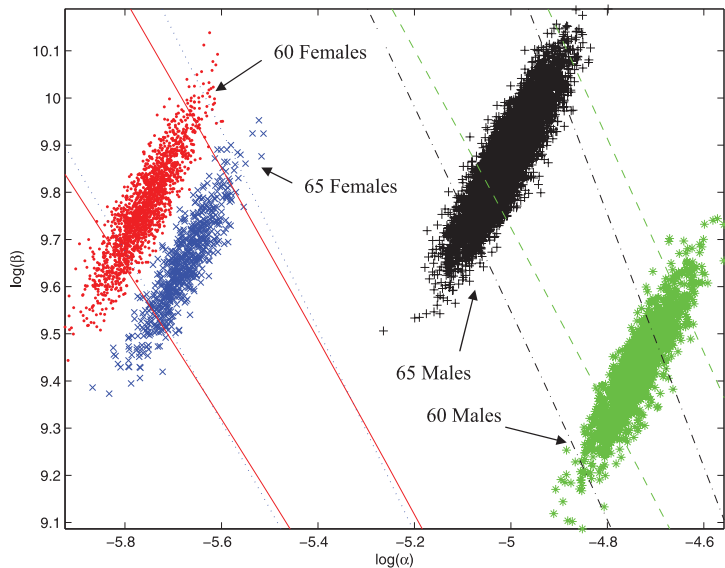 10.1
10
9.9
9.8
9.7
9.6
9.5
9.4
9.3
9.2
9.1
log(β)
60 Females
65 Females
65 Males
60 Males
−5.8 −5.6 −5.4 −5.2 −5 −4.8 −4.6
log(α)